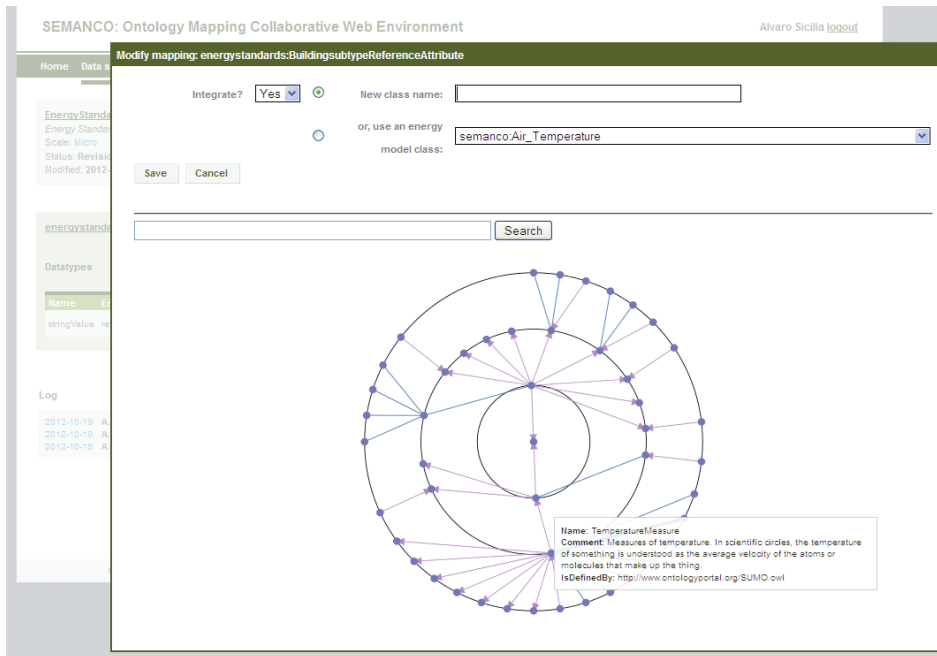 SEMANCO: Ontology Mapping Collaborative Web Environment
Alvaro Sicilia logout
Modify mapping: energystandards:BuildingsubtypeReferenceAttribute
Home Data s
Integrate? Yes New class name:
or, use an energy
model class:
semanco:Air_Temperature
Save Cancel
Search
EnergyStanda
Energy Standar
Scale: Micro
Status: Revisio
Modified: 2012-
energystanda
Datatypes
Name
stringValue re
Log
2012-10-19 A
2012-10-19 A
2012-10-19 A
Name: TemperatureMeasure
Comment: Measures of temperature. In scientific circles, the temperature
of something is understood as the average velocity of the atoms or
molecules that make up the thing.
IsDefinedBy: http://www.ontologyportal.org/SUMO.owl